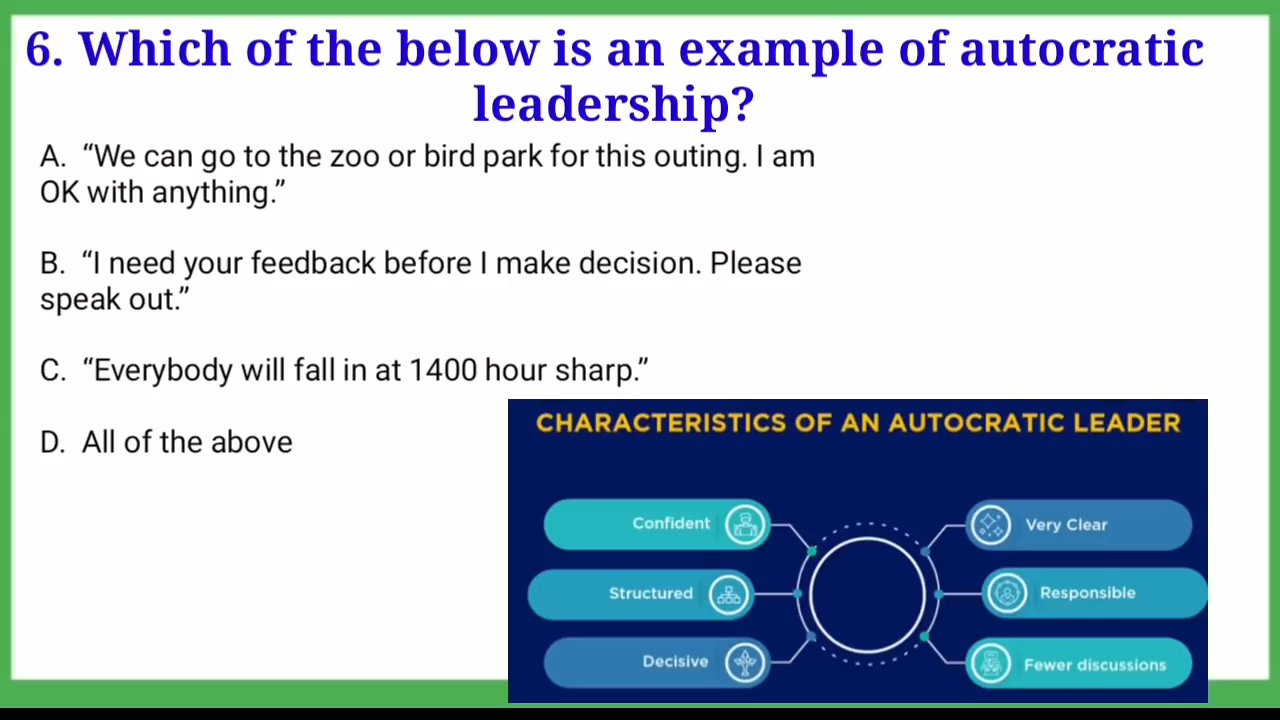 6. Which of the below is an example of autocratic
leadership?
A. “We can go to the zoo or bird park for this outing. I am
OK with anything.”
B. “I need your feedback before I make decision. Please
speak out.”
C. “Everybody will fall in at 1400 hour sharp.”
D. All of the above
CHARACTERISTICS OF AN AUTOCRATIC LEADER
Confident
Very Clear
Structured
Responsible
Decisive
Fewer discussions